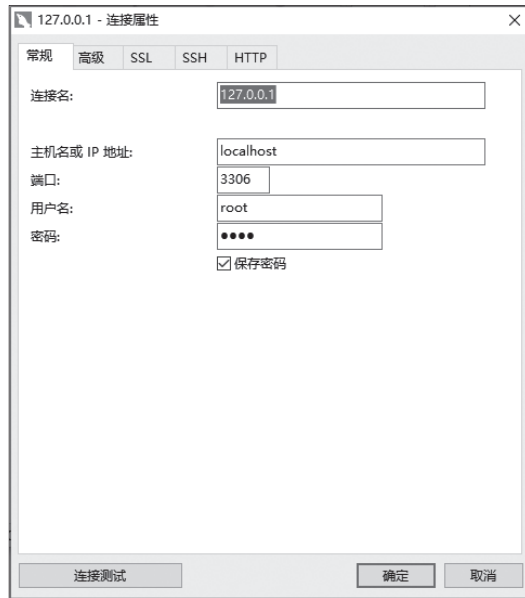 127.0.0.1 - 连接属性
常规 高级 SSL SSH HTTP
连接名: 127.0.0.1
主机名或 IP 地址: localhost
端口: 3306
用户名: root
密码: ●●●●
保存密码
连接测试 确定 取消